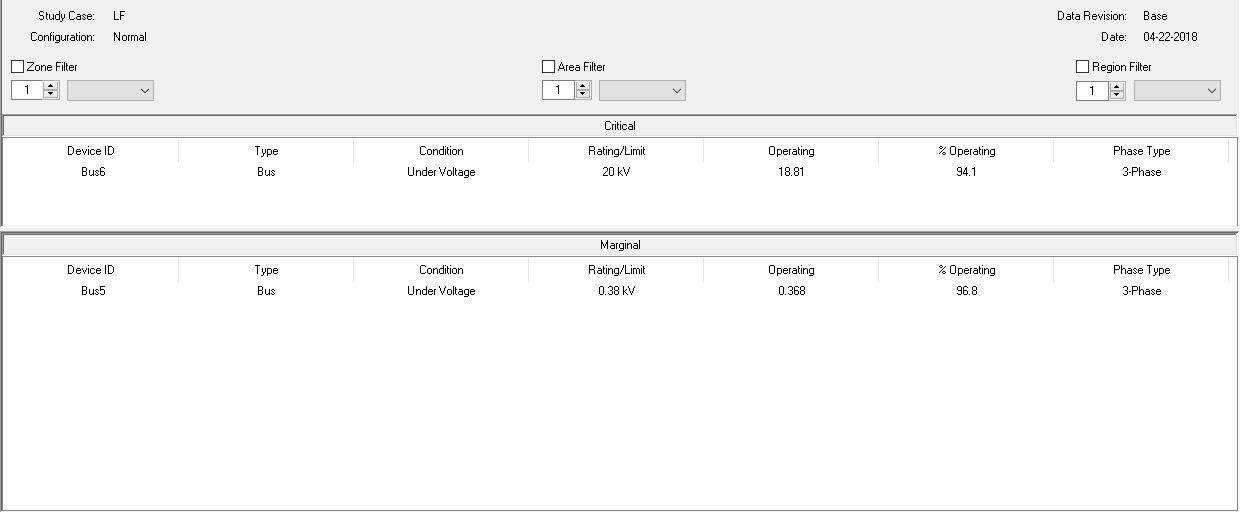 Study Case: LF Data Revision: Base
Configuration: Normal Date: 04-22-2018
Zone Filter Area Filter Region Filter
1 1 1
Critical
Device ID Type Condition Rating/Limit Operating % Operating Phase Type
Bus6 Bus Under Voltage 20 kV 18.81 94.1 3-Phase
Marginal
Device ID Type Condition Rating/Limit Operating % Operating Phase Type
Bus5 Bus Under Voltage 0.38 kV 0.368 96.8 3-Phase